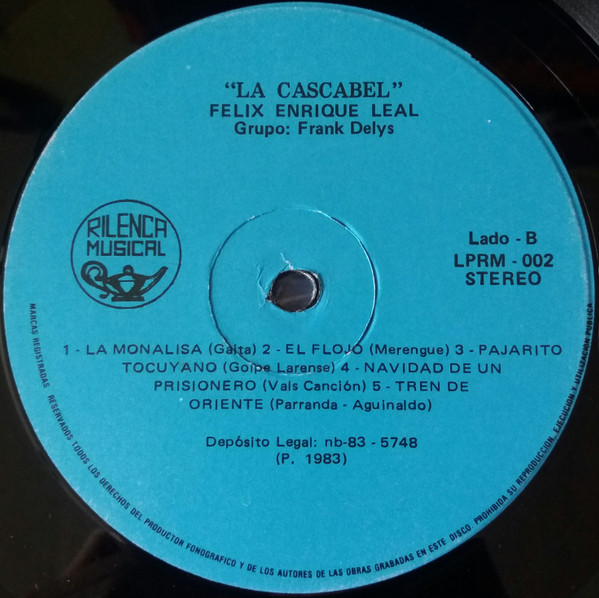 "LA CASCABEL"
FELIX ENRIQUE LEAL
Grupo: Frank Delys
RILENCA
MUSICAL
Lado - B
LPRM - 002
STEREO
1 - LA MONALISA (Gaita) 2 - EL FLOJO (Merengue) 3 - PAJARITO
TOCUYANO (Golpe Larense) 4 - NAVIDAD DE UN
PRISIONERO (Vals Canción) 5 - TREN DE
ORIENTE (Parranda - Aguinaldo)
Depósito Legal: nb-83 - 5748
(P. 1983)
MARCAS REGISTRADAS. RESERVADOS TODOS LOS DERECHOS DEL PRODUCTOR FONOGRAFICO Y DE LOS AUTORES DE LAS OBRAS GRABADAS EN ESTE DISCO. PROHIBIDA SU REPRODUCCION, EJECUCION Y UTILIZACION PUBLICA.